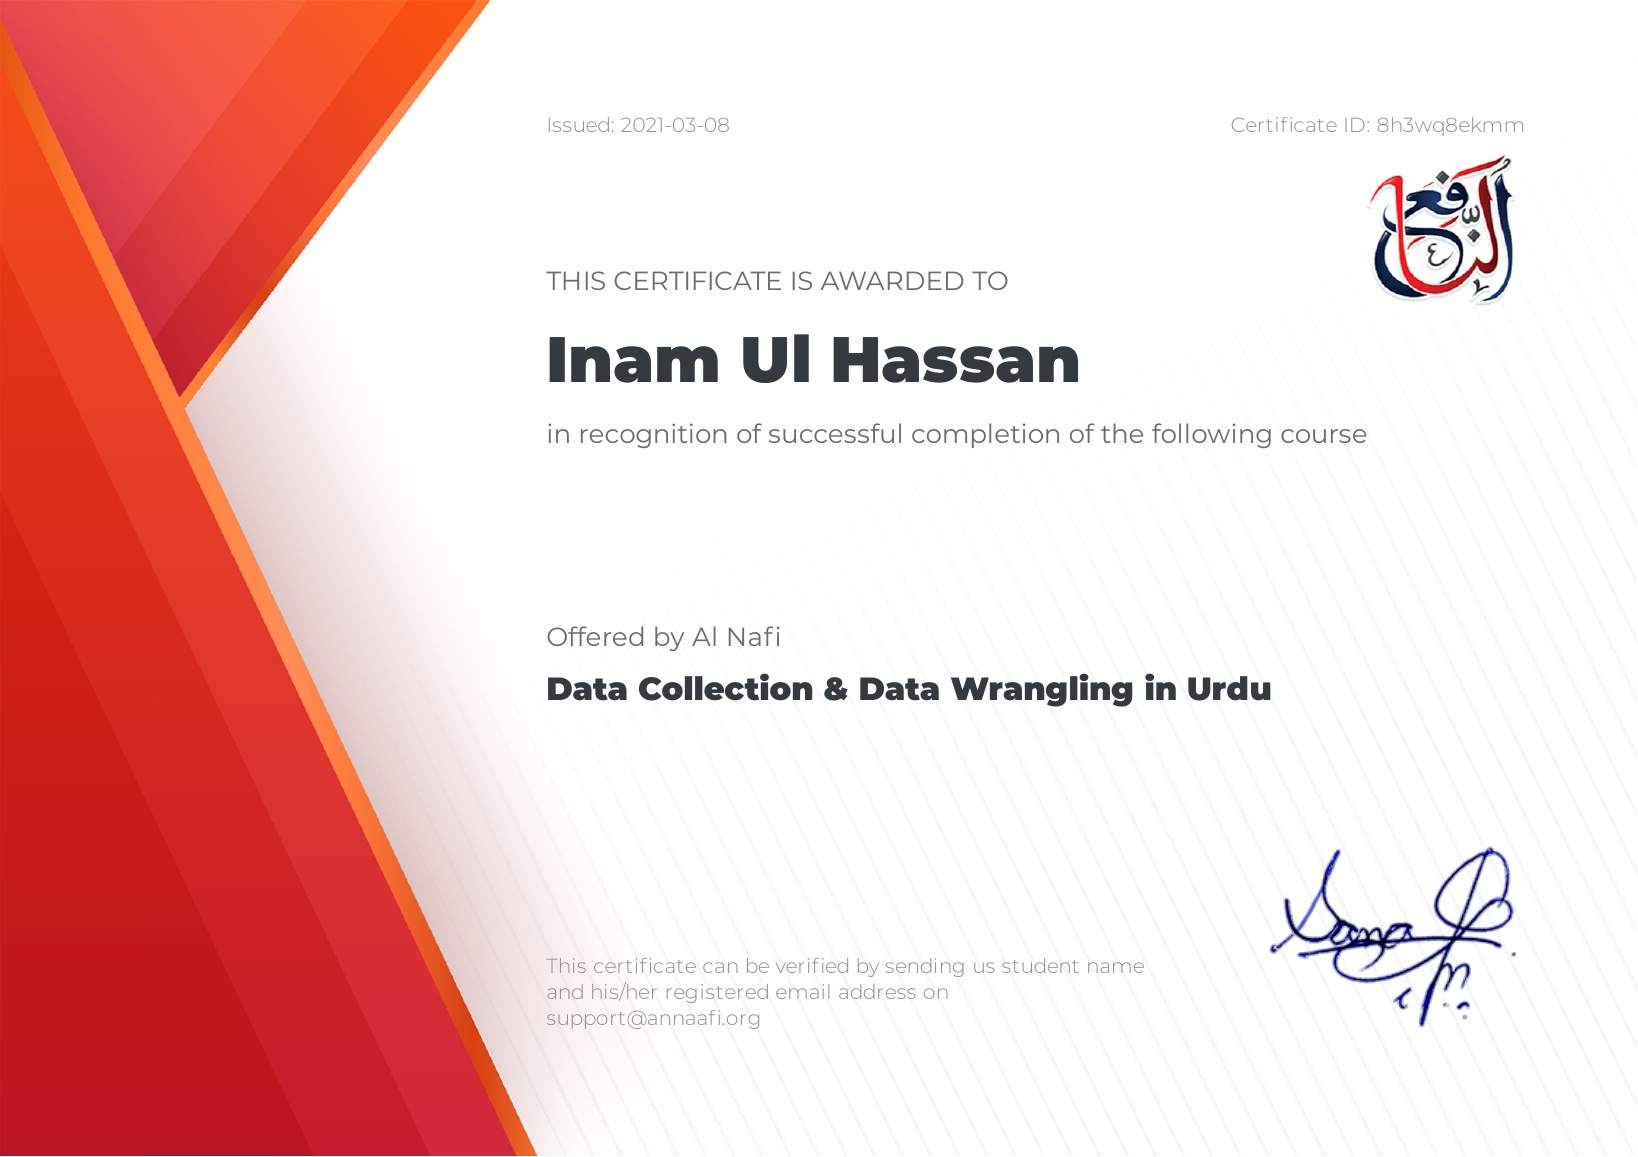 Issued: 2021-03-08
Certificate ID: 8h3wq8ekmm
النافع
THIS CERTIFICATE IS AWARDED TO
Inam Ul Hassan
in recognition of successful completion of the following course
Offered by Al Nafi
Data Collection & Data Wrangling in Urdu
This certificate can be verified by sending us student name
and his/her registered email address on
support@annaafi.org